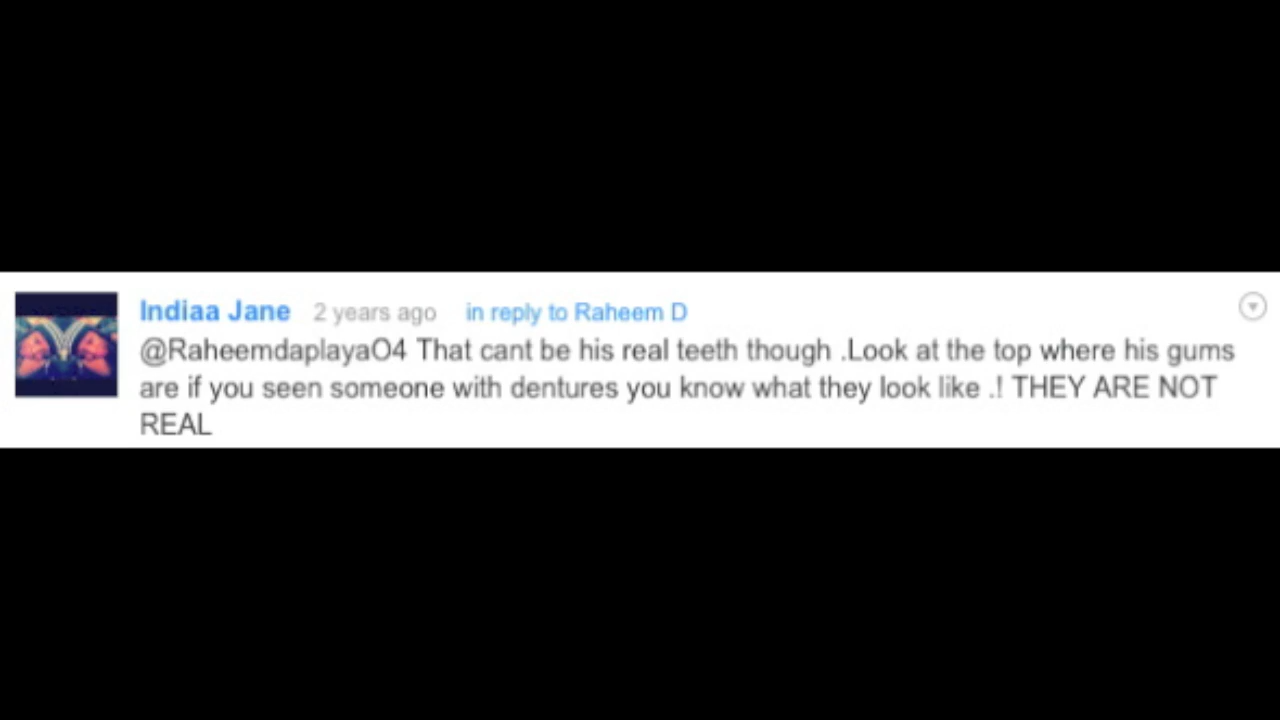 Indiaa Jane 2 years ago in reply to Raheem D
@RaheemdaplayaO4 That cant be his real teeth though .Look at the top where his gums
are if you seen someone with dentures you know what they look like .! THEY ARE NOT
REAL